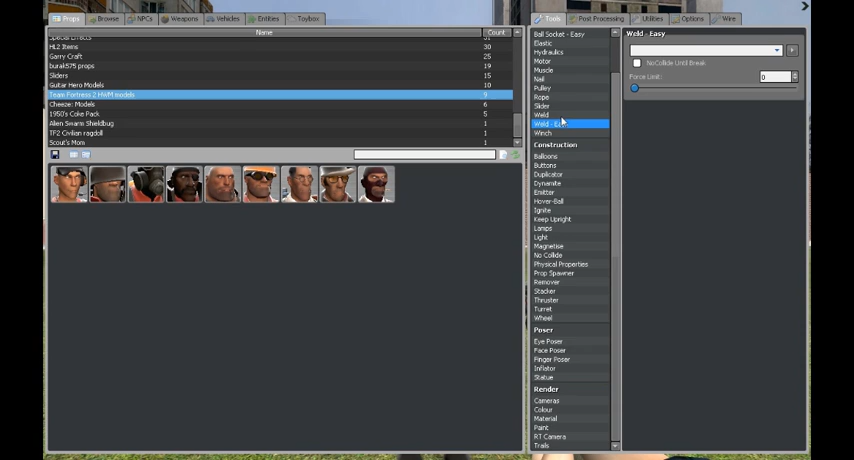 Props Browse NPCs Weapons Vehicles Entities Toybox
Name Count
Special Effects 31
HL2 Items 30
Garry Craft 25
burak575 props 19
Sliders 15
Guitar Hero Models 10
Team Fortress 2 HWM models 9
Cheeze: Models 6
1950's Coke Pack 5
Alien Swarm Shieldbug 1
TF2 Civilian ragdoll 1
Scout's Mom 1
Tools Post Processing Utilities Options Wire
Ball Socket - Easy
Elastic
Hydraulics
Motor
Muscle
Nail
Pulley
Rope
Slider
Weld
Weld - Easy
Winch
Construction
Balloons
Buttons
Duplicator
Dynamite
Emitter
Hover-Ball
Ignite
Keep Upright
Lamps
Light
Magnetise
No Collide
Physical Properties
Prop Spawner
Remover
Stacker
Thruster
Turret
Wheel
Poser
Eye Poser
Face Poser
Finger Poser
Inflator
Statue
Render
Cameras
Colour
Material
Paint
RT Camera
Trails
Weld - Easy
NoCollide Until Break
Force Limit: 0